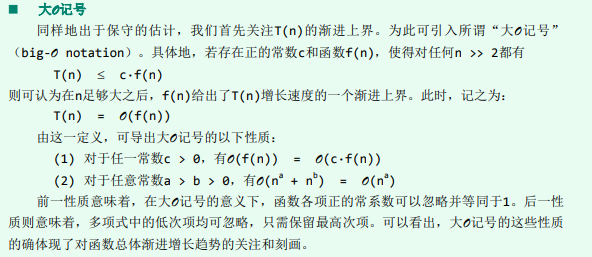 ■ 大O记号
同样地出于保守的估计，我们首先关注T(n)的渐进上界。为此可引入所谓“大O记号”
（big-O notation）。具体地，若存在正的常数c和函数f(n)，使得对任何n >> 2都有
T(n) ≤ c·f(n)
则可认为在n足够大之后，f(n)给出了T(n)增长速度的一个渐进上界。此时，记之为：
T(n) = O(f(n))
由这一定义，可导出大O记号的以下性质：
(1) 对于任一常数c > 0，有O(f(n)) = O(c·f(n))
(2) 对于任意常数a > b > 0，有O(nᵃ + nᵇ) = O(nᵃ)
前一性质意味着，在大O记号的意义下，函数各项正的常系数可以忽略并等同于1。后一性
质则意味着，多项式中的低次项均可忽略，只需保留最高次项。可以看出，大O记号的这些性质
的确体现了对函数总体渐进增长趋势的关注和刻画。